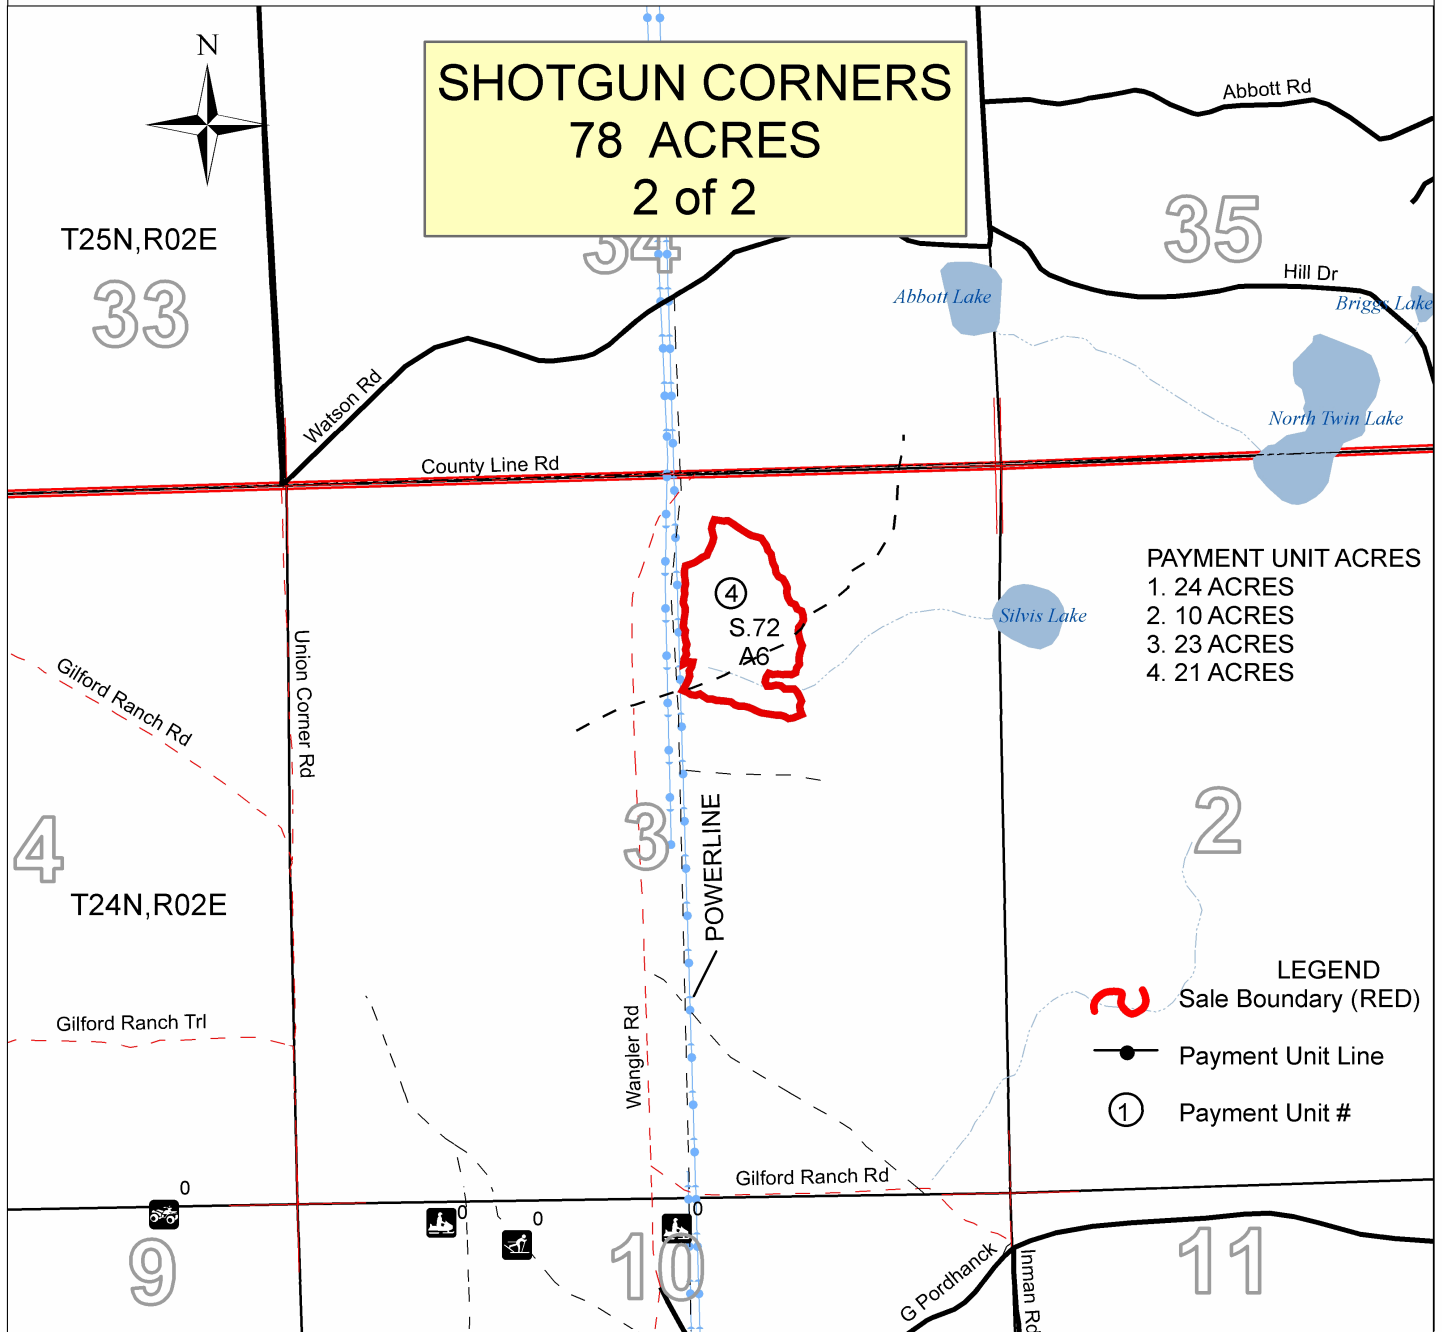 SHOTGUN CORNERS
78 ACRES
2 of 2
N
Abbott Rd
T25N,R02E
33
34
35
Abbott Lake
Hill Dr
Briggs Lake
Watson Rd
North Twin Lake
County Line Rd
4
S.72
A6
Silvis Lake
PAYMENT UNIT ACRES
1. 24 ACRES
2. 10 ACRES
3. 23 ACRES
4. 21 ACRES
Gilford Ranch Rd
Union Corner Rd
4
3
2
T24N,R02E
POWERLINE
LEGEND
Sale Boundary (RED)
Payment Unit Line
1 Payment Unit #
Gilford Ranch Trl
Wangler Rd
Gilford Ranch Rd
0
0
0
0
9
10
11
G Pordhanck
Inman Rd